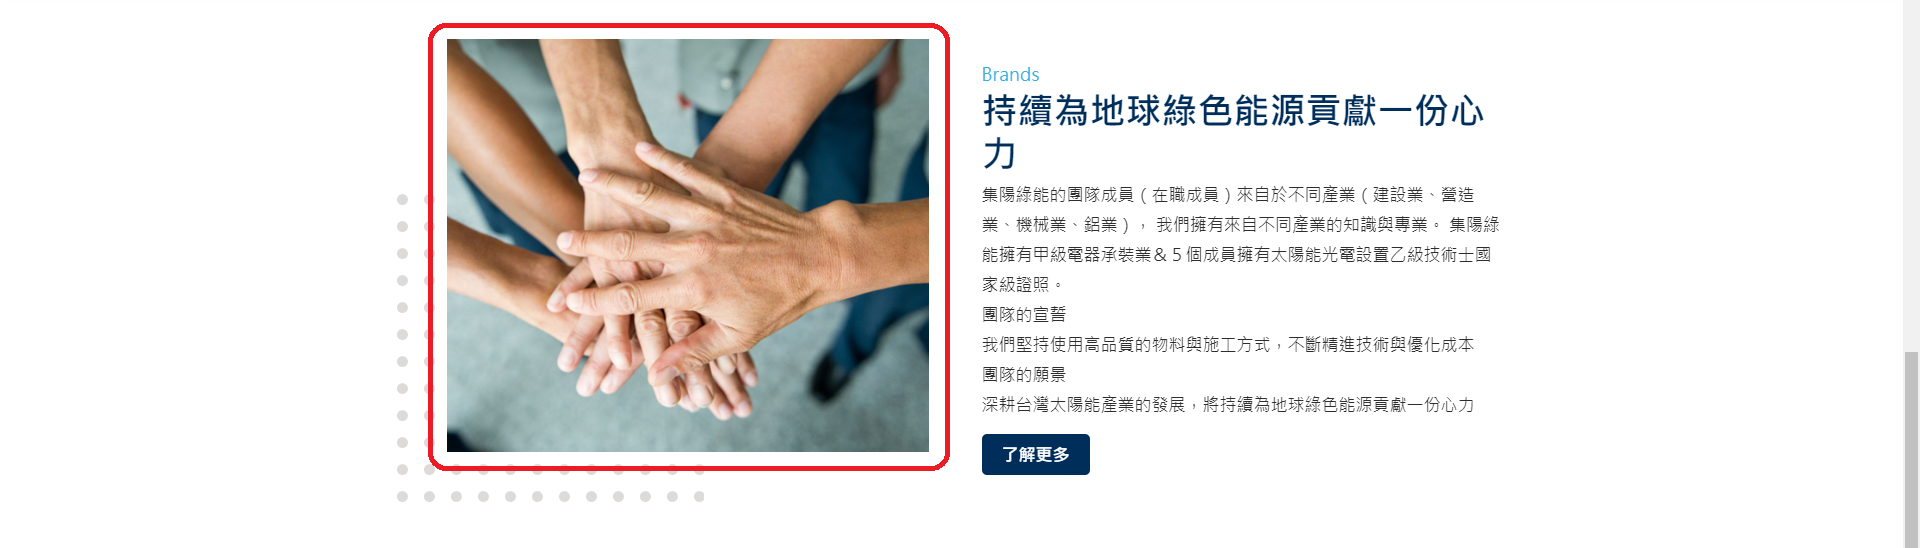 Brands
持續為地球綠色能源貢獻一份心
力
集陽綠能的團隊成員（在職成員）來自於不同產業（建設業、營造
業、機械業、鋁業），我們擁有來自不同產業的知識與專業。 集陽綠
能擁有甲級電器承裝業＆５個成員擁有太陽能光電設置乙級技術士國
家級證照。
團隊的宣誓
我們堅持使用高品質的物料與施工方式，不斷精進技術與優化成本
團隊的願景
深耕台灣太陽能產業的發展，將持續為地球綠色能源貢獻一份心力
了解更多